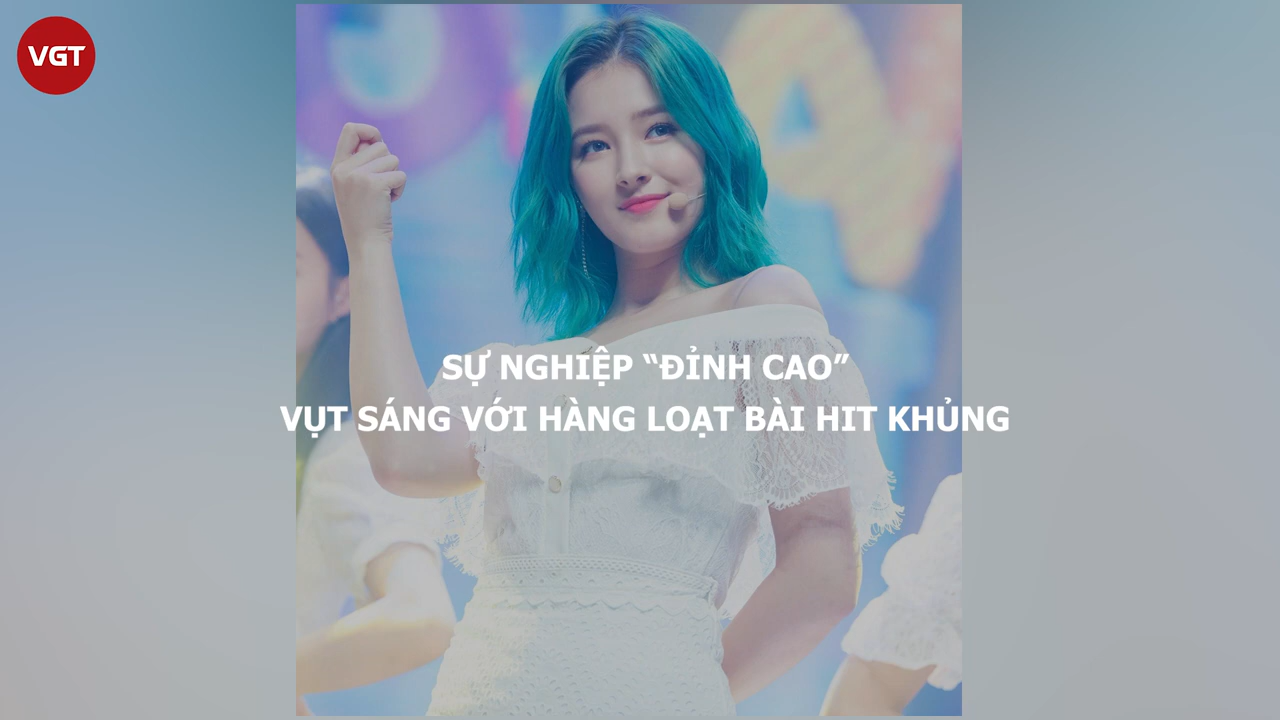 VGT
SỰ NGHIỆP “ĐỈNH CAO”
VỤT SÁNG VỚI HÀNG LOẠT BÀI HIT KHỦNG